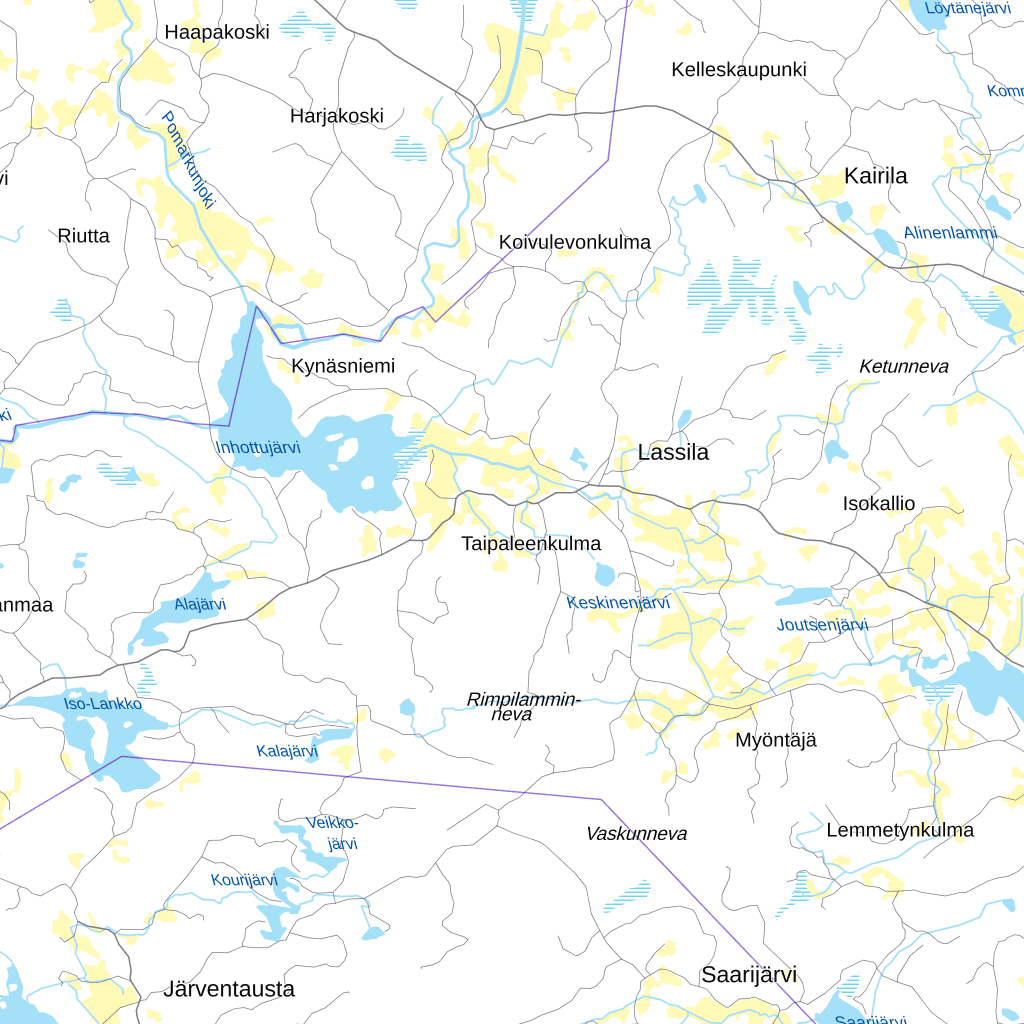 Löytänejärvi
Haapakoski
Kelleskaupunki
Harjakoski
Pomarkunjoki
Kairila
Riutta
Alinenlammi
Koivulevonkulma
Kynäsniemi
Ketunneva
Inhottujärvi
Lassila
Isokallio
Taipaleenkulma
Alajärvi
Keskinenjärvi
Joutsenjärvi
Iso-Lankko
Rimpilammin-
neva
Myöntäjä
Kalajärvi
Veikko-
järvi
Vaskunneva
Lemmetynkulma
Kourijärvi
Järventausta
Saarijärvi
Saarijärvi